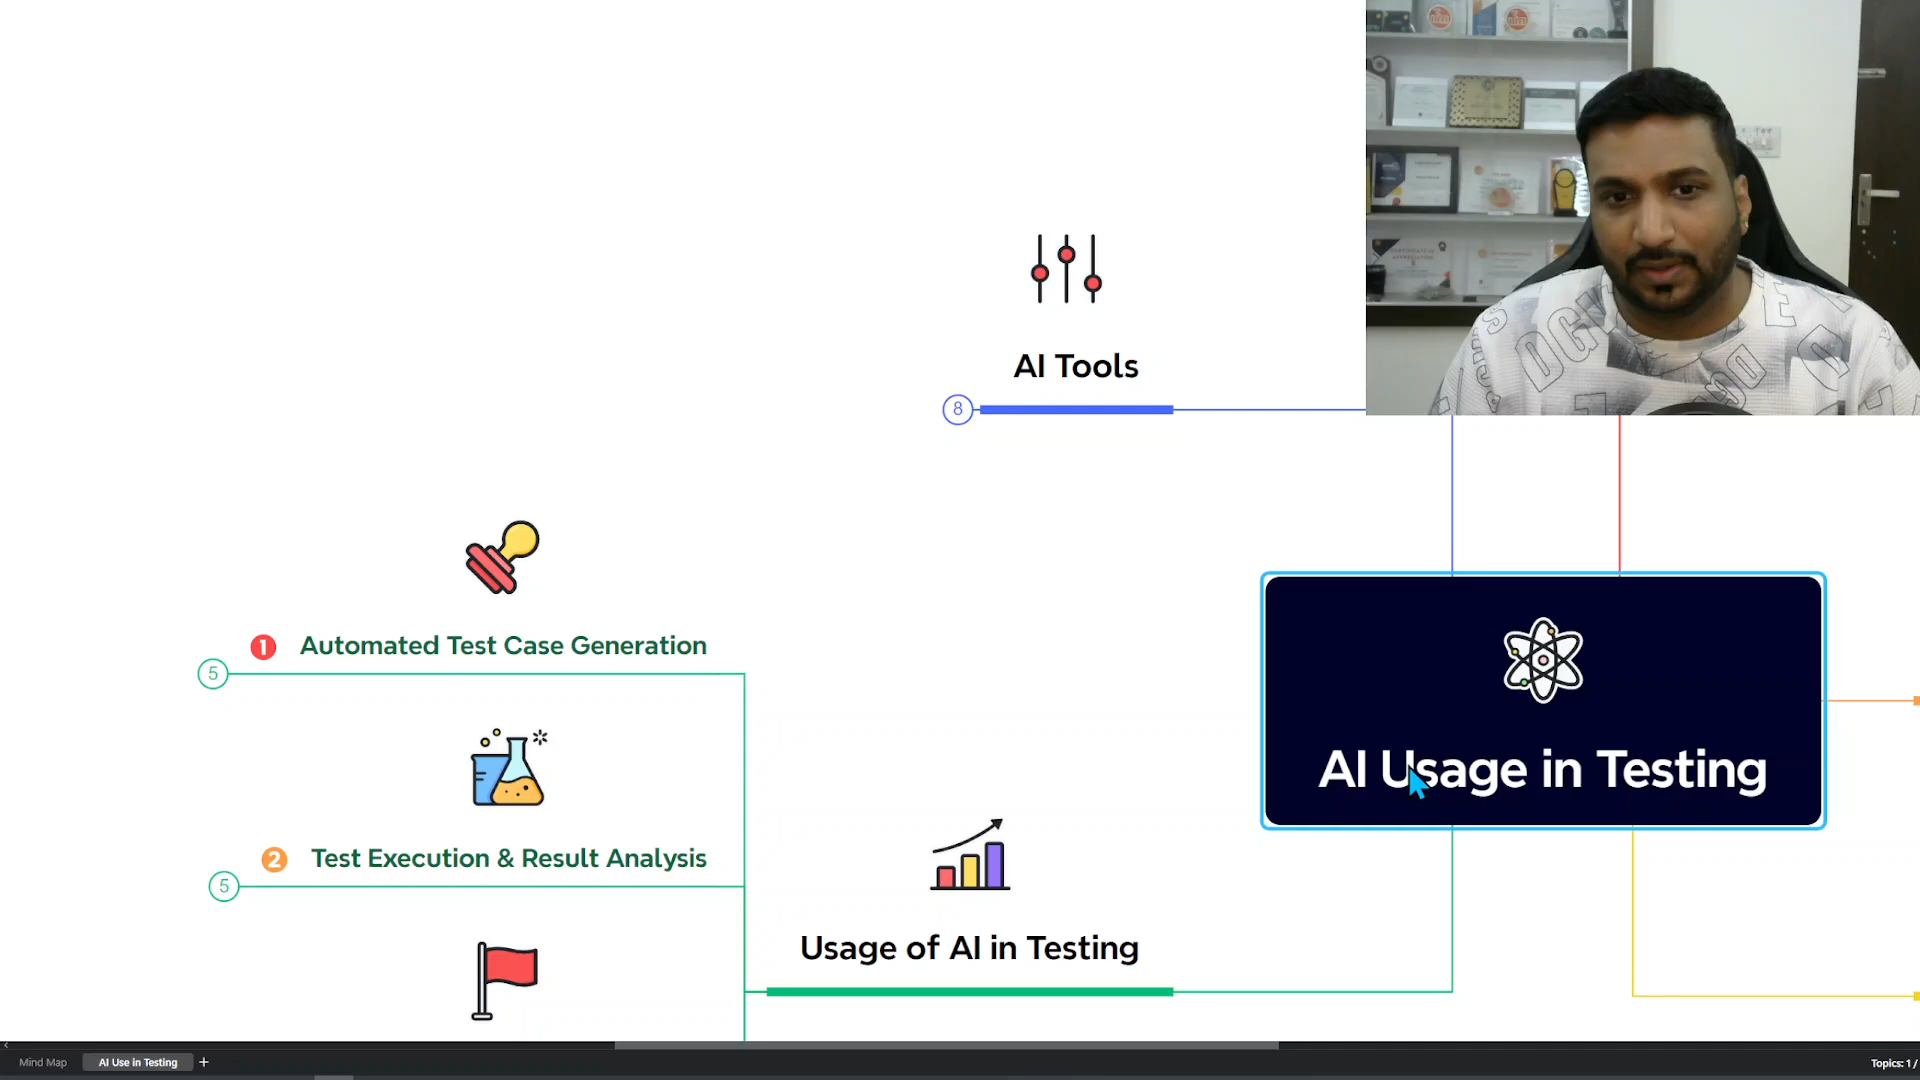 AI Tools
8
1 Automated Test Case Generation
5
2 Test Execution & Result Analysis
5
Usage of AI in Testing
AI Usage in Testing
Mind Map
AI Use in Testing
+
Topics: 1 /